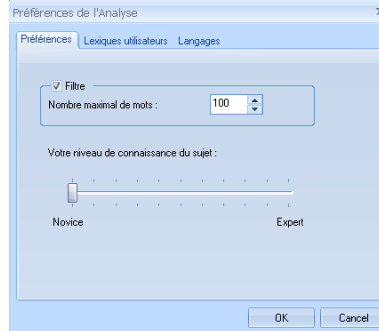 Préférences de l'Analyse
Préférences Lexiques utilisateurs Langages
Filtre
Nombre maximal de mots : 100
Votre niveau de connaissance du sujet :
Novice Expert
OK Cancel